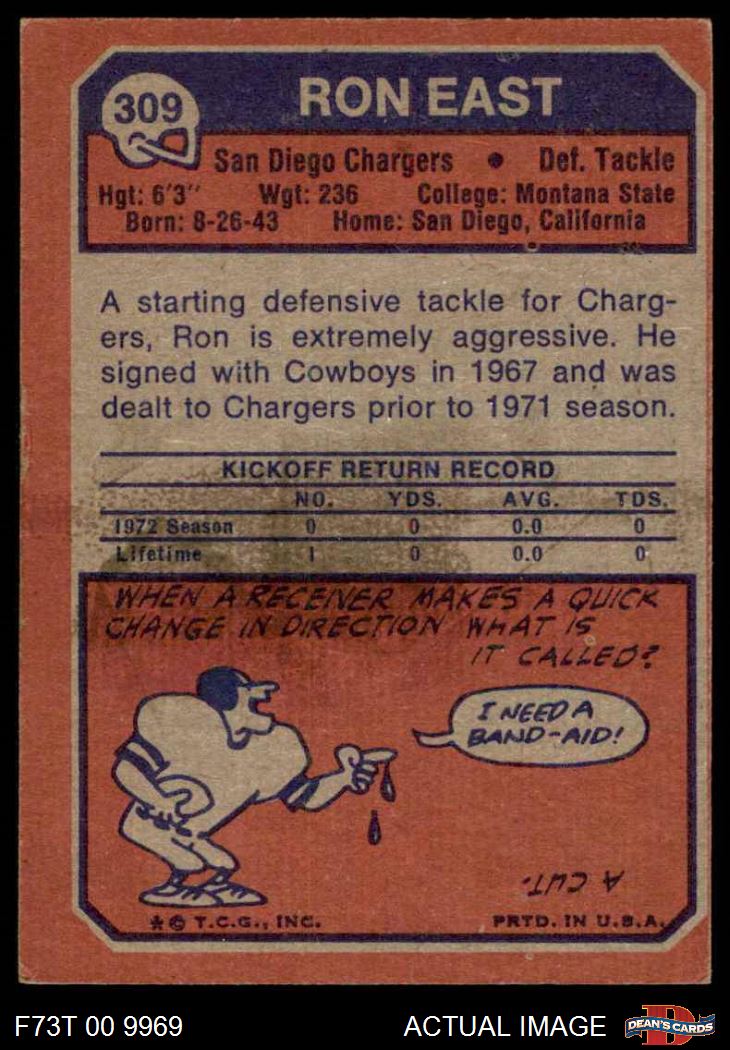 309
RON EAST
San Diego Chargers • Def. Tackle
Hgt: 6'3" Wgt: 236 College: Montana State
Born: 8-26-43 Home: San Diego, California
A starting defensive tackle for Charg-
ers, Ron is extremely aggressive. He
signed with Cowboys in 1967 and was
dealt to Chargers prior to 1971 season.
KICKOFF RETURN RECORD
NO. YDS. AVG. TDS.
1972 Season 0 0 0.0 0
Lifetime 1 0 0.0 0
WHEN A RECEIVER MAKES A QUICK
CHANGE IN DIRECTION WHAT IS
IT CALLED?
I NEED A
BAND-AID!
A CUT.
* © T.C.G., INC. PRTD. IN U.S.A.
F73T 00 9969 ACTUAL IMAGE
D
DEAN'S CARDS